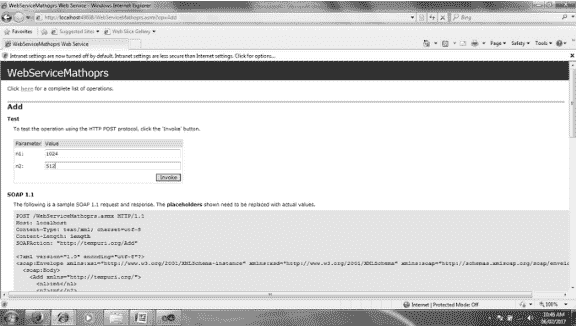 WebServiceMathoprs Web Service - Windows Internet Explorer
http://localhost:49608/WebServiceMathoprs.asmx?op=Add
Bing
Favorites Suggested Sites Web Slice Gallery
WebServiceMathoprs Web Service
Page Safety Tools
Intranet settings are now turned off by default. Intranet settings are less secure than Internet settings. Click for options...
WebServiceMathoprs
Click here for a complete list of operations.
Add
Test
To test the operation using the HTTP POST protocol, click the 'Invoke' button.
Parameter Value
n1: 1024
n2: 512
Invoke
SOAP 1.1
The following is a sample SOAP 1.1 request and response. The placeholders shown need to be replaced with actual values.
POST /WebServiceMathoprs.asmx HTTP/1.1
Host: localhost
Content-Type: text/xml; charset=utf-8
Content-Length: length
SOAPAction: "http://tempuri.org/Add"
<?xml version="1.0" encoding="utf-8"?>
<soap:Envelope xmlns:xsi="http://www.w3.org/2001/XMLSchema-instance" xmlns:xsd="http://www.w3.org/2001/XMLSchema" xmlns:soap="http://schemas.xmlsoap.org/soap/envelo
<soap:Body>
<Add xmlns="http://tempuri.org/">
<n1>int</n1>
<n2>int</n2>
Internet | Protected Mode: Off
100%
10:46 AM